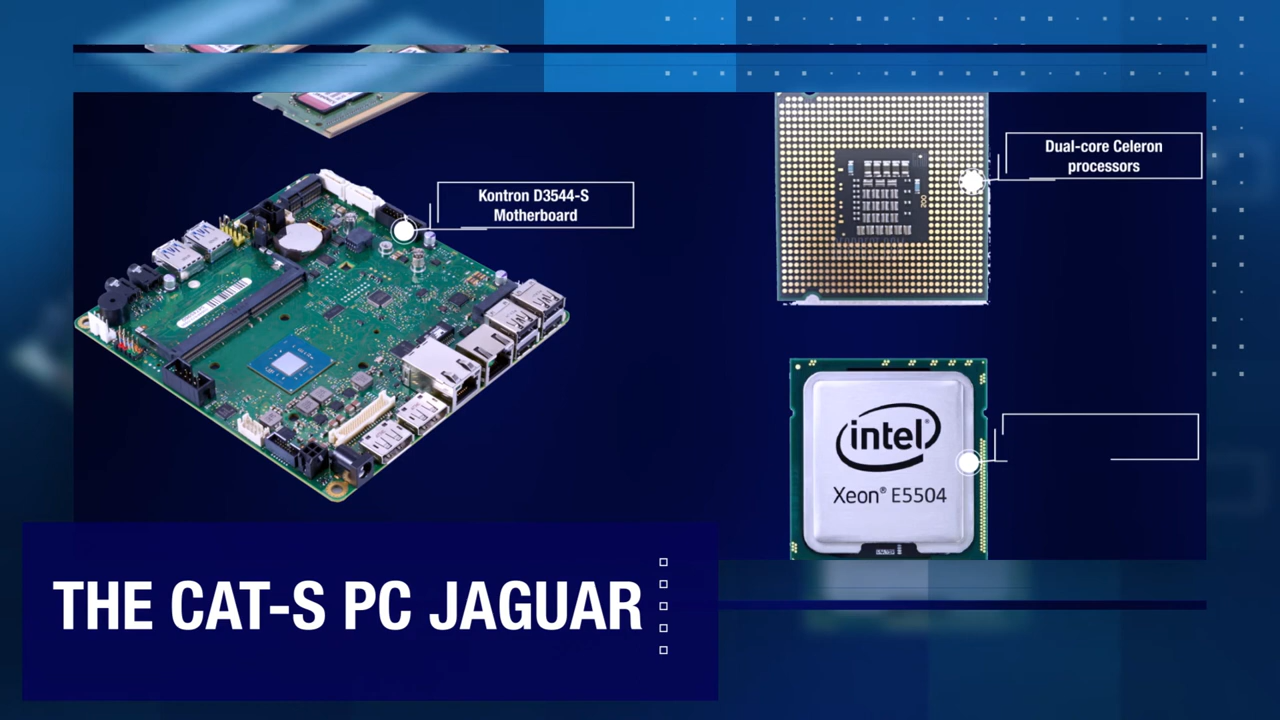 Kontron D3544-S
Motherboard
Dual-core Celeron
processors
intel
Xeon® E5504
THE CAT-S PC JAGUAR